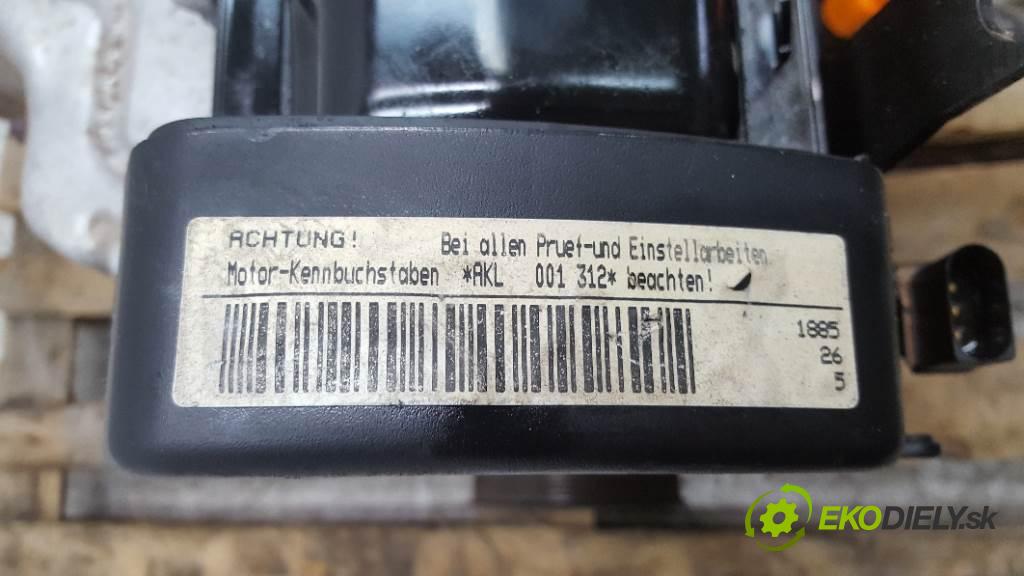 ACHTUNG! Bei allen Pruef-und Einstellarbeiten
Motor-Kennbuchstaben *AKL 001 312* beachten!
1885
26
5
EKODIELY.sk